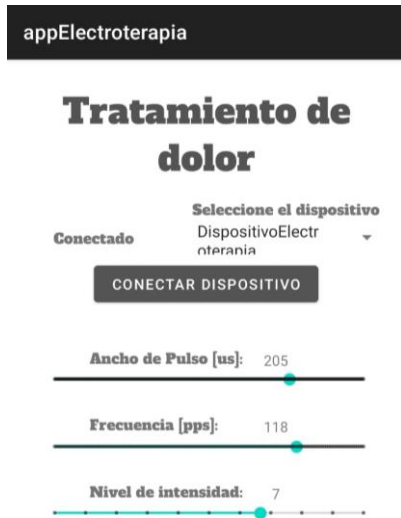 appElectroterapia
Tratamiento de
dolor
Seleccione el dispositivo
Conectado
DispositivoElectr
oterapia
CONECTAR DISPOSITIVO
Ancho de Pulso [us]: 205
Frecuencia [pps]: 118
Nivel de intensidad: 7